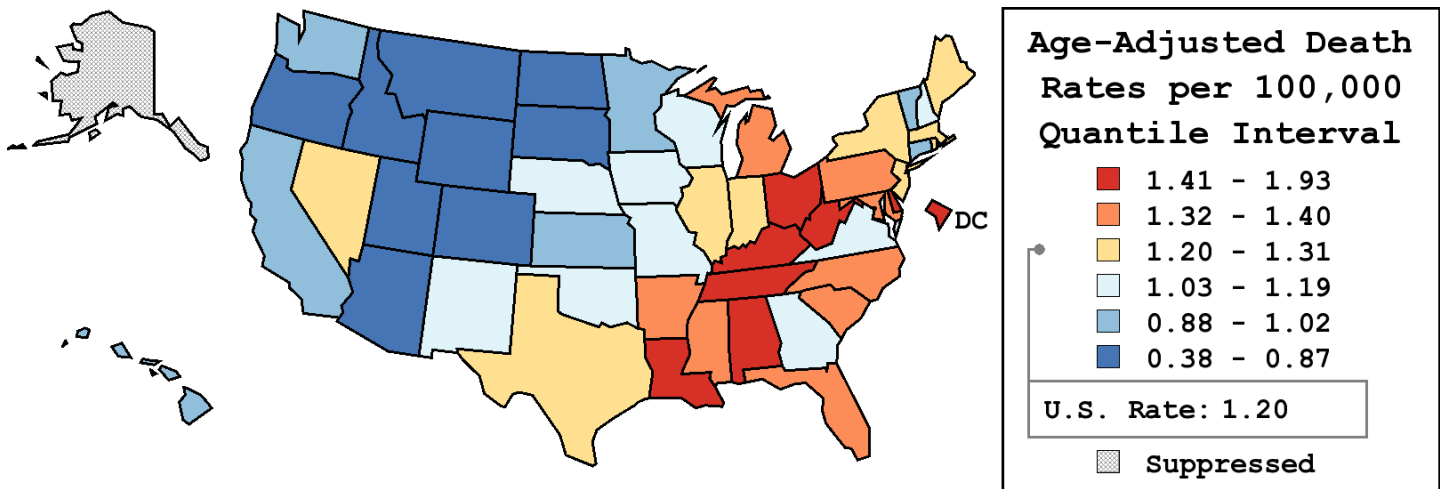 Age-Adjusted Death
Rates per 100,000
Quantile Interval
1.41 - 1.93
1.32 - 1.40
1.20 - 1.31
1.03 - 1.19
0.88 - 1.02
0.38 - 0.87
U.S. Rate: 1.20
Suppressed
DC